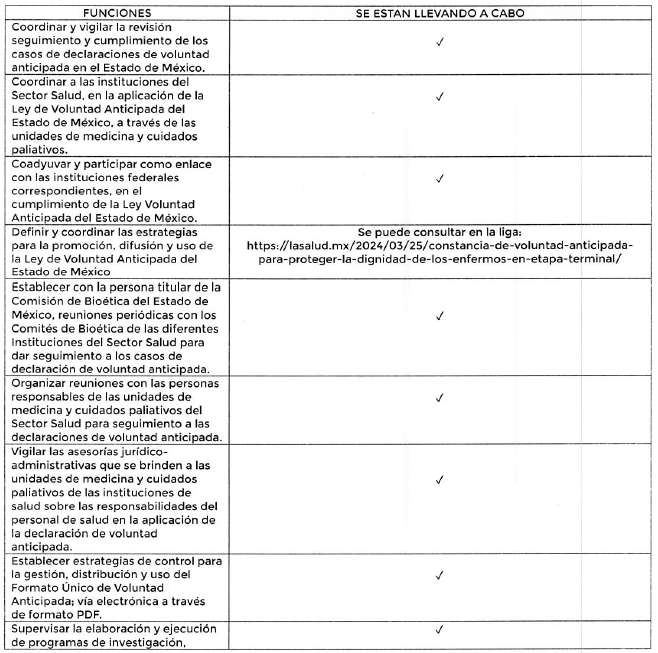 FUNCIONES
SE ESTAN LLEVANDO A CABO
Coordinar y vigilar la revisión
seguimiento y cumplimiento de los
casos de declaraciones de voluntad
anticipada en el Estado de México.
✓
Coordinar a las instituciones del
Sector Salud, en la aplicación de la
Ley de Voluntad Anticipada del
Estado de México, a través de las
unidades de medicina y cuidados
paliativos.
✓
Coadyuvar y participar como enlace
con las instituciones federales
correspondientes, en el
cumplimiento de la Ley Voluntad
Anticipada del Estado de México.
✓
Definir y coordinar las estrategias
para la promoción, difusión y uso de
la Ley de Voluntad Anticipada del
Estado de México
Se puede consultar en la liga:
https://lasalud.mx/2024/03/25/constancia-de-voluntad-anticipada-
para-proteger-la-dignidad-de-los-enfermos-en-etapa-terminal/
Establecer con la persona titular de la
Comisión de Bioética del Estado de
México, reuniones periódicas con los
Comités de Bioética de las diferentes
Instituciones del Sector Salud para
dar seguimiento a los casos de
declaración de voluntad anticipada.
✓
Organizar reuniones con las personas
responsables de las unidades de
medicina y cuidados paliativos del
Sector Salud para seguimiento a las
declaraciones de voluntad anticipada.
✓
Vigilar las asesorías jurídico-
administrativas que se brinden a las
unidades de medicina y cuidados
paliativos de las instituciones de
salud sobre las responsabilidades del
personal de salud en la aplicación de
la declaración de voluntad
anticipada.
✓
Establecer estrategias de control para
la gestión, distribución y uso del
Formato Único de Voluntad
Anticipada; vía electrónica a través
de formato PDF.
✓
Supervisar la elaboración y ejecución
de programas de investigación,
✓